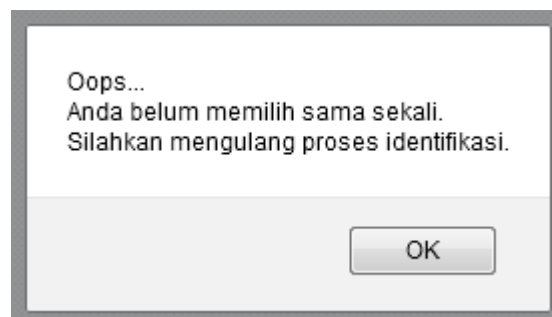 Oops...
Anda belum memilih sama sekali.
Silahkan mengulang proses identifikasi.
OK